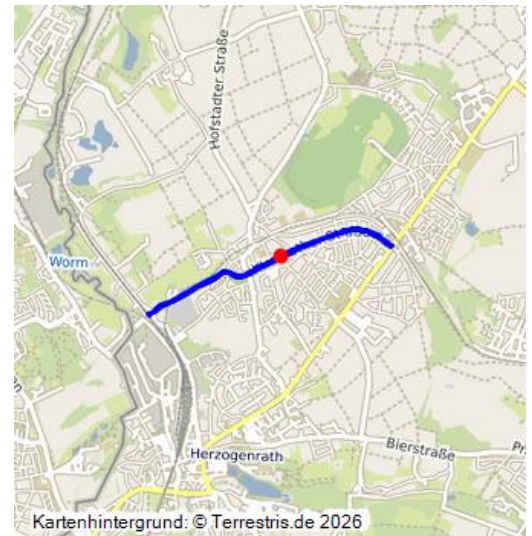 Hofstadter Straße
Worm
Herzogenrath
Bierstraße
Kartenhintergrund: © Terrestris.de 2026